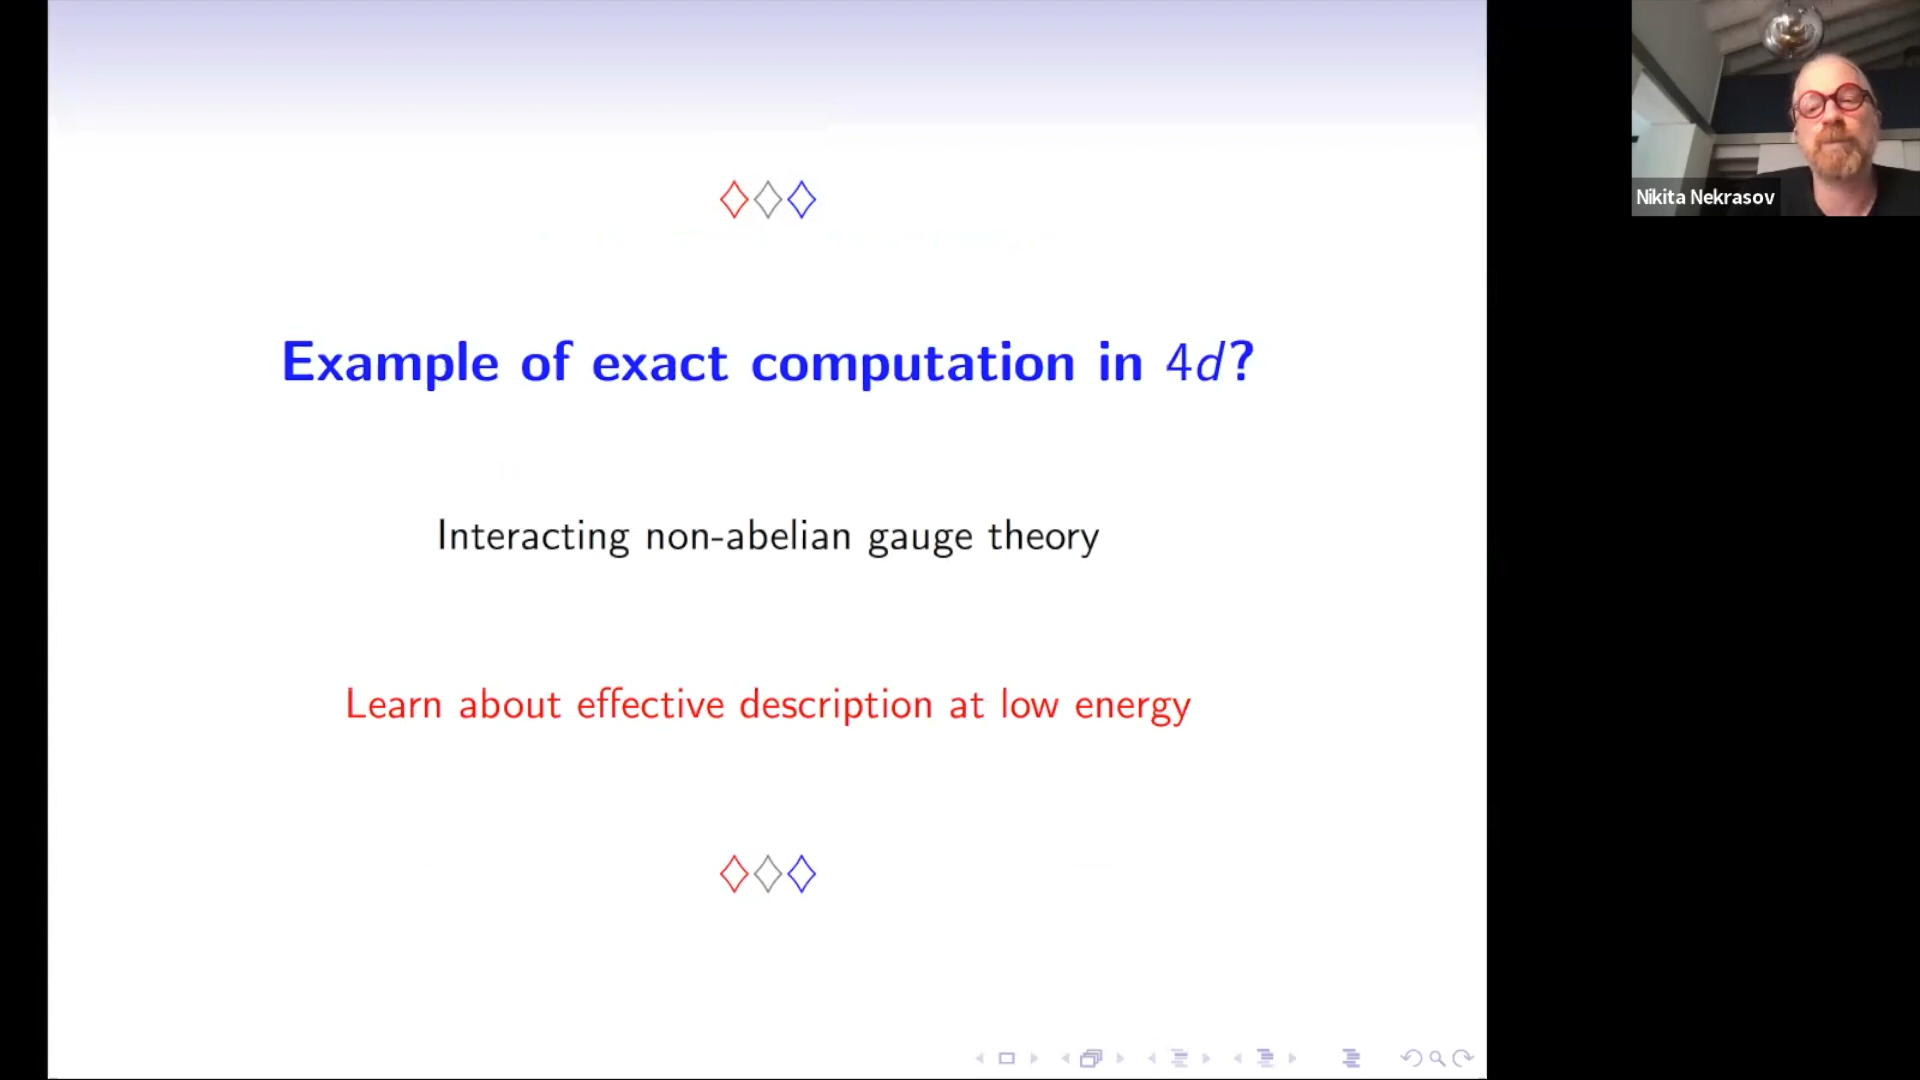 Nikita Nekrasov
Example of exact computation in 4d?
Interacting non-abelian gauge theory
Learn about effective description at low energy